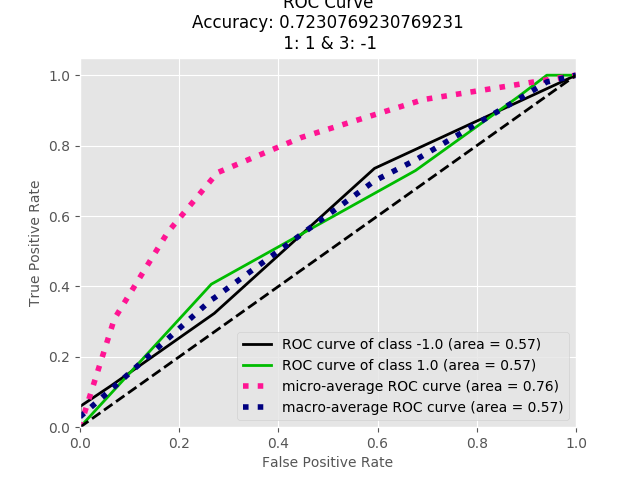 ROC Curve
Accuracy: 0.7230769230769231
1: 1 & 3: -1
True Positive Rate
1.0
0.8
0.6
0.4
0.2
0.0
0.0 0.2 0.4 0.6 0.8 1.0
False Positive Rate
ROC curve of class -1.0 (area = 0.57)
ROC curve of class 1.0 (area = 0.57)
micro-average ROC curve (area = 0.76)
macro-average ROC curve (area = 0.57)